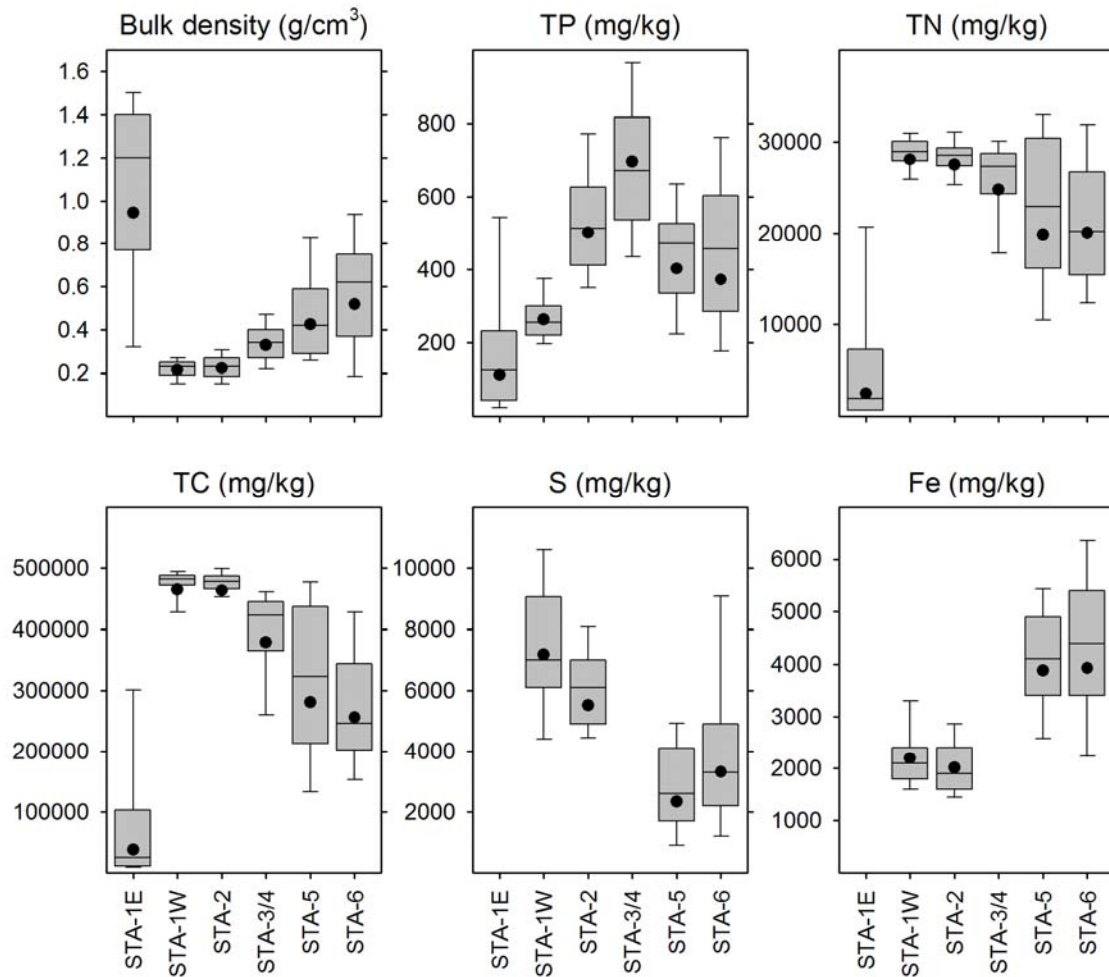 Bulk density (g/cm³)
1.6
1.4
1.2
1.0
0.8
0.6
0.4
0.2
TP (mg/kg)
800
600
400
200
TN (mg/kg)
30000
20000
10000
TC (mg/kg)
500000
400000
300000
200000
100000
STA-1E
STA-1W
STA-2
STA-3/4
STA-5
STA-6
S (mg/kg)
10000
8000
6000
4000
2000
STA-1E
STA-1W
STA-2
STA-3/4
STA-5
STA-6
Fe (mg/kg)
6000
5000
4000
3000
2000
1000
STA-1E
STA-1W
STA-2
STA-3/4
STA-5
STA-6